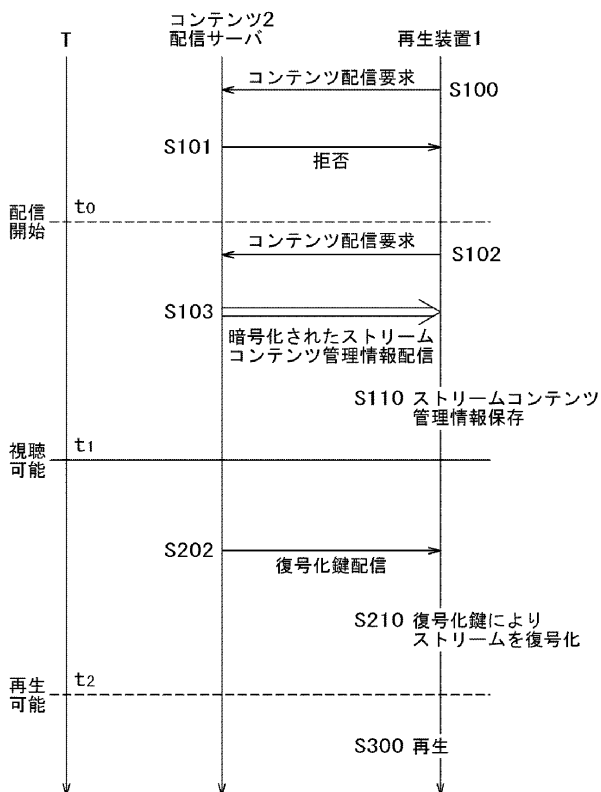 コンテンツ2
T 配信サーバ 再生装置1
コンテンツ配信要求 S100
S101
拒否
配信
開始
t0
コンテンツ配信要求 S102
S103
暗号化されたストリーム
コンテンツ管理情報配信
S110 ストリームコンテンツ
管理情報保存
視聴
可能
t1
S202
復号化鍵配信
S210 復号化鍵により
ストリームを復号化
再生
可能
t2
S300 再生